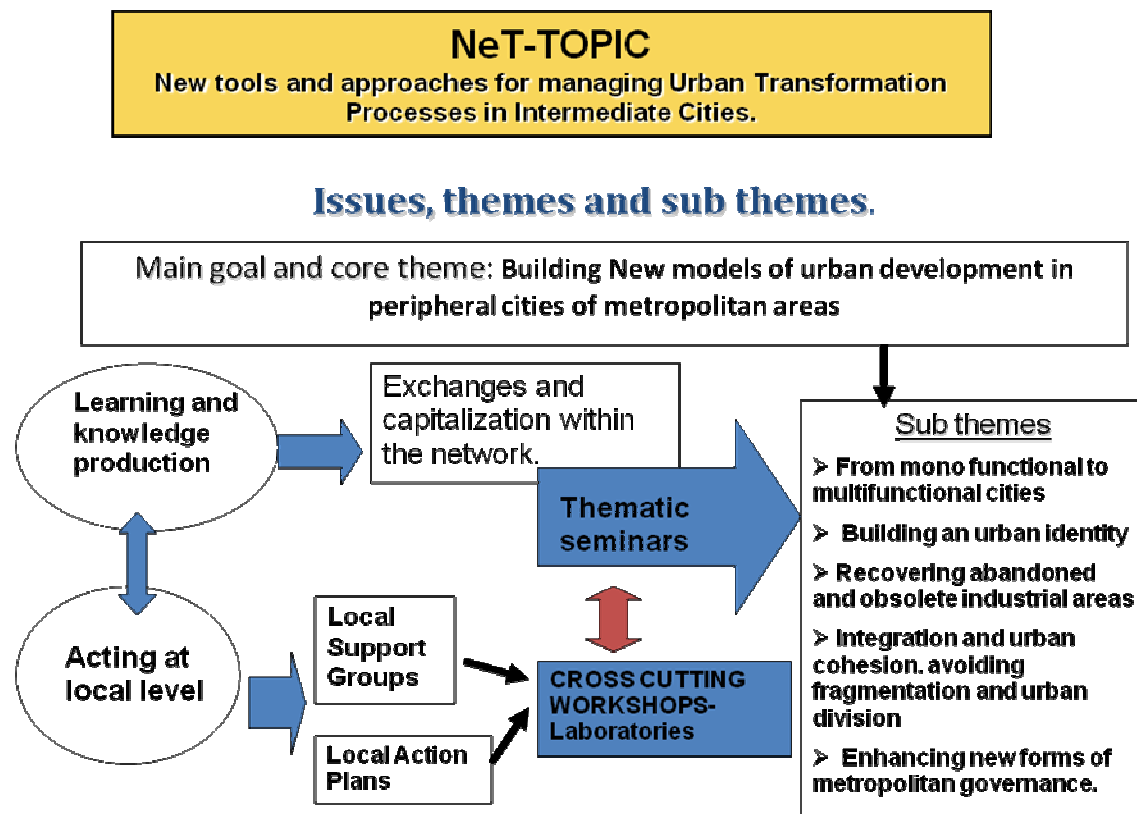 NeT-TOPIC
New tools and approaches for managing Urban Transformation
Processes in Intermediate Cities.
Issues, themes and sub themes.
Main goal and core theme: Building New models of urban development in
peripheral cities of metropolitan areas
Learning and
knowledge
production
Exchanges and
capitalization within
the network.
Thematic
seminars
Acting at
local level
Local
Support
Groups
Local Action
Plans
CROSS CUTTING
WORKSHOPS-
Laboratories
Sub themes
➢ From mono functional to
multifunctional cities
➢ Building an urban identity
➢ Recovering abandoned
and obsolete industrial areas
➢ Integration and urban
cohesion. avoiding
fragmentation and urban
division
➢ Enhancing new forms of
metropolitan governance.